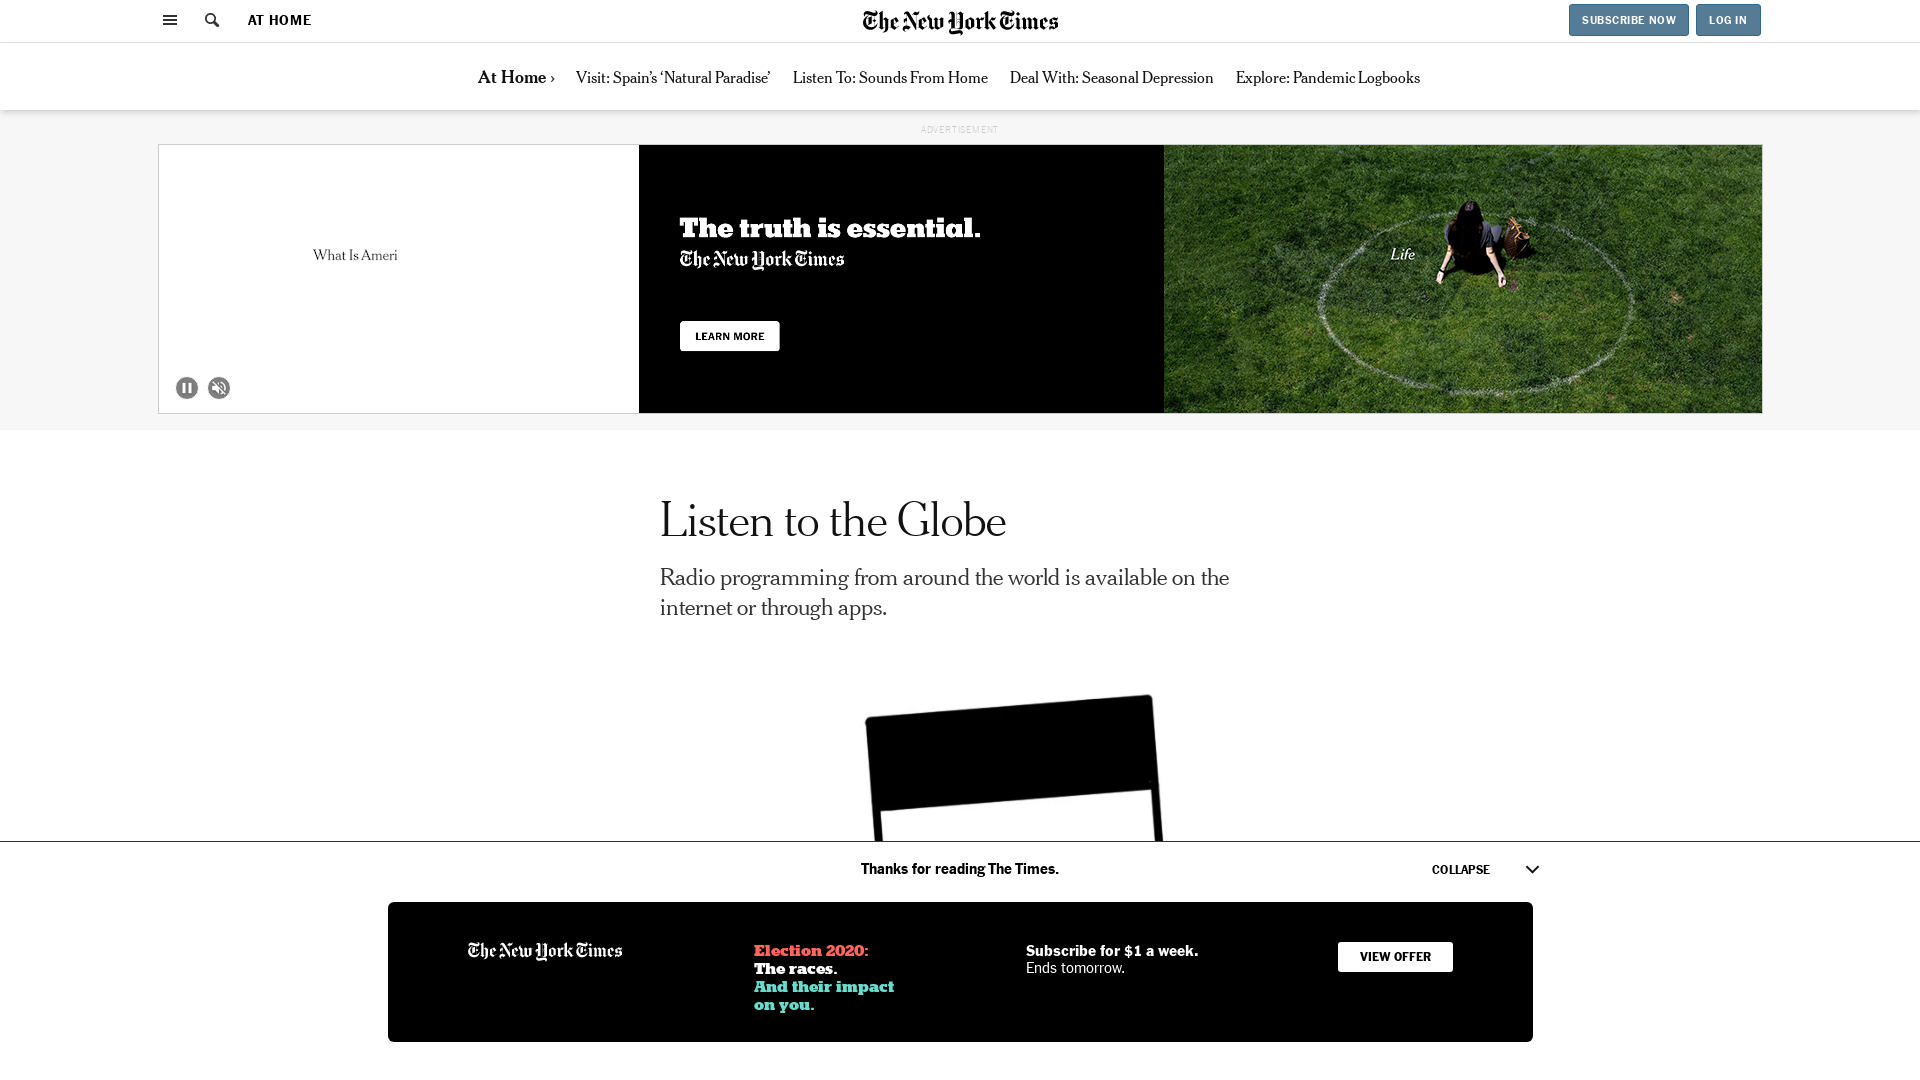 AT HOME
The New York Times
SUBSCRIBE NOW
LOG IN
At Home ›
Visit: Spain's ‘Natural Paradise’
Listen To: Sounds From Home
Deal With: Seasonal Depression
Explore: Pandemic Logbooks
ADVERTISEMENT
What Is Ameri
The truth is essential.
The New York Times
LEARN MORE
Life
Listen to the Globe
Radio programming from around the world is available on the
internet or through apps.
Thanks for reading The Times.
COLLAPSE
The New York Times
Election 2020:
The races.
And their impact
on you.
Subscribe for $1 a week.
Ends tomorrow.
VIEW OFFER